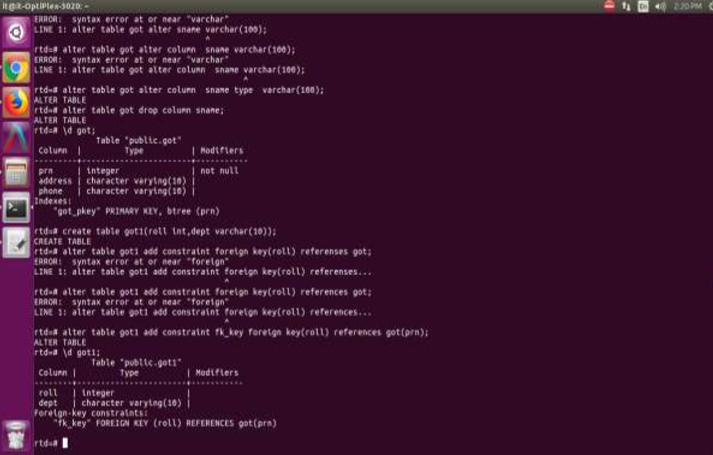 it@it-OptiPlex-3020: ~
En
2:20 PM
ERROR:  syntax error at or near "varchar"
LINE 1: alter table got alter sname varchar(100);
^
rtd=# alter table got alter column  sname varchar(100);
ERROR:  syntax error at or near "varchar"
LINE 1: alter table got alter column  sname varchar(100);
^
rtd=# alter table got alter column  sname type  varchar(100);
ALTER TABLE
rtd=# alter table got drop column sname;
ALTER TABLE
rtd=# \d got;
Table "public.got"
Column  |         Type          | Modifiers
---------+-----------------------+-----------
prn     | integer               | not null
address | character varying(10) |
phone   | character varying(10) |
Indexes:
"got_pkey" PRIMARY KEY, btree (prn)
rtd=# create table got1(roll int,dept varchar(10));
CREATE TABLE
rtd=# alter table got1 add constraint foreign key(roll) referenses got;
ERROR:  syntax error at or near "foreign"
LINE 1: alter table got1 add constraint foreign key(roll) referenses...
^
rtd=# alter table got1 add constraint foreign key(roll) references got;
ERROR:  syntax error at or near "foreign"
LINE 1: alter table got1 add constraint foreign key(roll) references...
^
rtd=# alter table got1 add constraint fk_key foreign key(roll) references got(prn);
ALTER TABLE
rtd=# \d got1;
Table "public.got1"
Column |         Type          | Modifiers
--------+-----------------------+-----------
roll   | integer               |
dept   | character varying(10) |
Foreign-key constraints:
"fk_key" FOREIGN KEY (roll) REFERENCES got(prn)
rtd=#